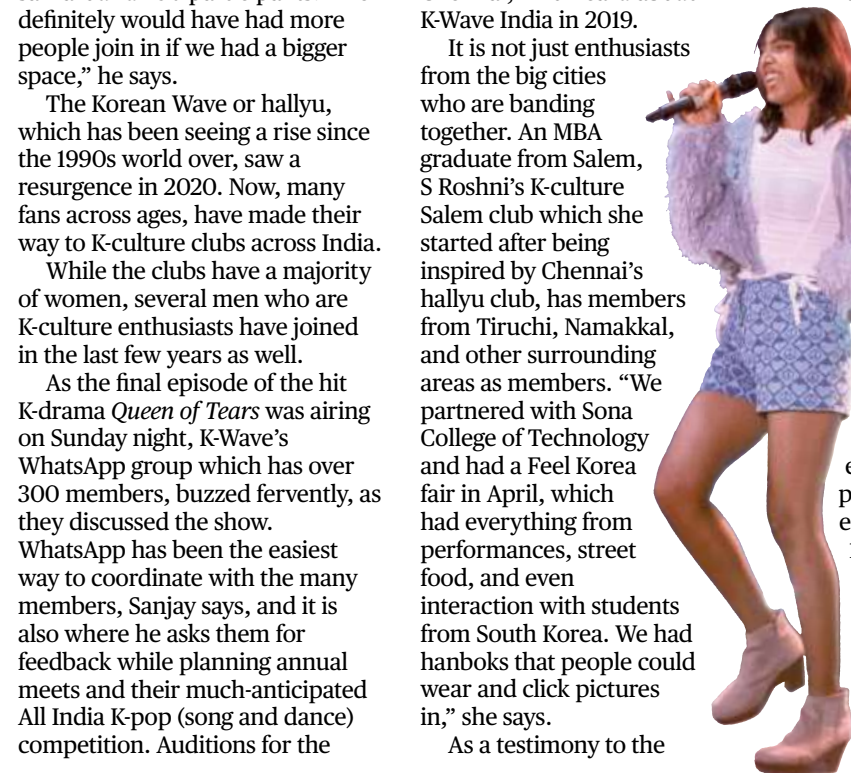 definitely would have had more
people join in if we had a bigger
space,” he says.
The Korean Wave or hallyu,
which has been seeing a rise since
the 1990s world over, saw a
resurgence in 2020. Now, many
fans across ages, have made their
way to K-culture clubs across India.
While the clubs have a majority
of women, several men who are
K-culture enthusiasts have joined
in the last few years as well.
As the final episode of the hit
K-drama Queen of Tears was airing
on Sunday night, K-Wave’s
WhatsApp group which has over
300 members, buzzed fervently, as
they discussed the show.
WhatsApp has been the easiest
way to coordinate with the many
members, Sanjay says, and it is
also where he asks them for
feedback while planning annual
meets and their much-anticipated
All India K-pop (song and dance)
competition. Auditions for the
K-Wave India in 2019.
It is not just enthusiasts
from the big cities
who are banding
together. An MBA
graduate from Salem,
S Roshni’s K-culture
Salem club which she
started after being
inspired by Chennai’s
hallyu club, has members
from Tiruchi, Namakkal,
and other surrounding
areas as members. “We
partnered with Sona
College of Technology
and had a Feel Korea
fair in April, which
had everything from
performances, street
food, and even
interaction with students
from South Korea. We had
hanboks that people could
wear and click pictures
in,” she says.
As a testimony to the